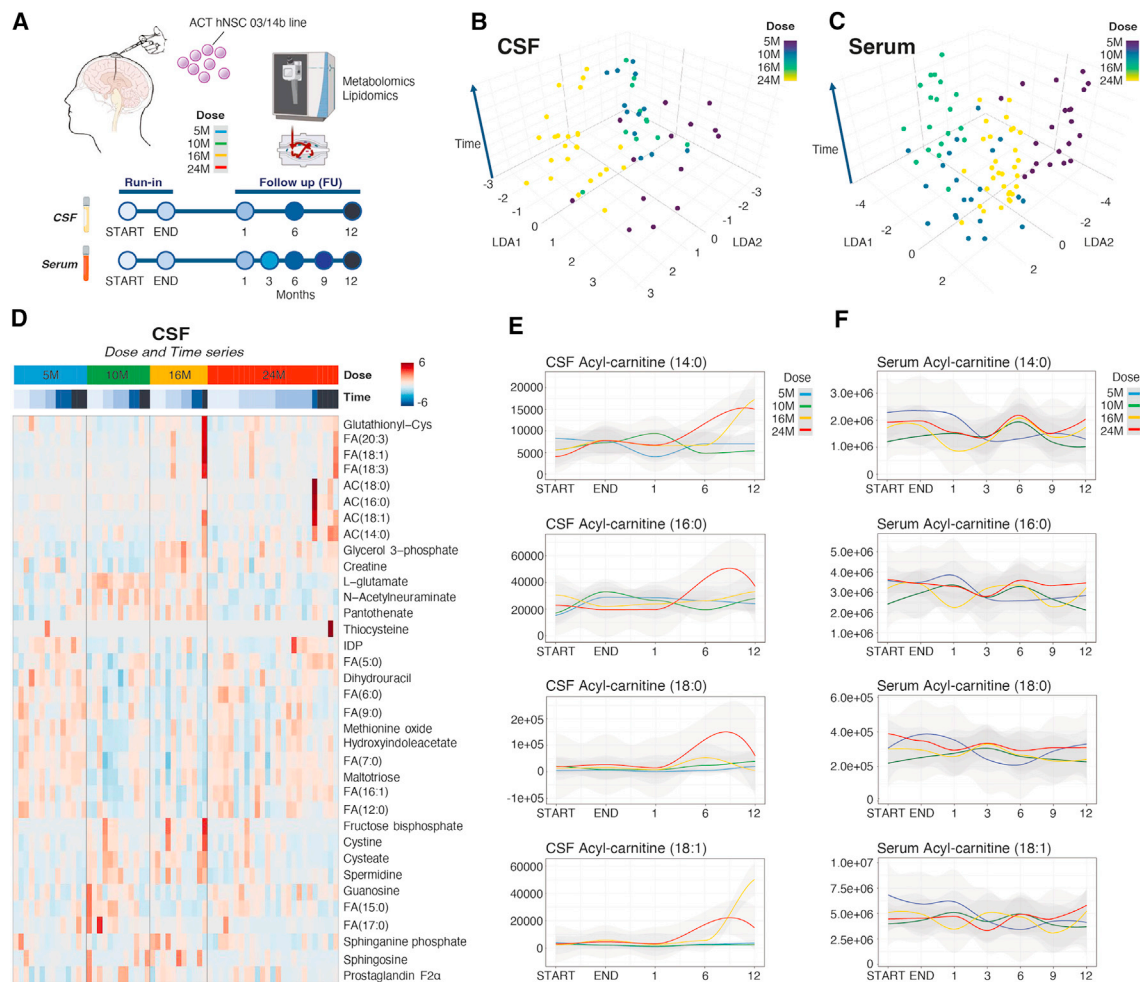 A
ACT hNSC 03/14b line
Metabolomics
Lipidomics
Dose
5M
10M
16M
24M
Run-in
Follow up (FU)
CSF
START
END
1
6
12
Serum
START
END
1
3
6
9
12
Months
B
CSF
Dose
5M
10M
16M
24M
Time
-3
-2
-1
0
1
2
3
LDA1
-3
-2
-1
0
1
2
3
LDA2
C
Serum
Dose
5M
10M
16M
24M
Time
-4
-2
0
2
LDA1
-4
-2
0
2
LDA2
D
CSF
Dose and Time series
5M
10M
16M
24M
Dose
Time
6
-6
Glutathionyl-Cys
FA(20:3)
FA(18:1)
FA(18:3)
AC(18:0)
AC(16:0)
AC(18:1)
AC(14:0)
Glycerol 3-phosphate
Creatine
L-glutamate
N-Acetylneuraminate
Pantothenate
Thiocysteine
IDP
FA(5:0)
Dihydrouracil
FA(6:0)
FA(9:0)
Methionine oxide
Hydroxyindoleacetate
FA(7:0)
Maltotriose
FA(16:1)
FA(12:0)
Fructose bisphosphate
Cystine
Cysteate
Spermidine
Guanosine
FA(15:0)
FA(17:0)
Sphinganine phosphate
Sphingosine
Prostaglandin F2α
E
CSF Acyl-carnitine (14:0)
20000
15000
10000
5000
0
START
END
1
6
12
Dose
5M
10M
16M
24M
CSF Acyl-carnitine (16:0)
60000
40000
20000
0
START
END
1
6
12
CSF Acyl-carnitine (18:0)
2e+05
1e+05
0
-1e+05
START
END
1
6
12
CSF Acyl-carnitine (18:1)
60000
40000
20000
0
START
END
1
6
12
F
Serum Acyl-carnitine (14:0)
3.0e+06
2.0e+06
1.0e+06
0
START
END
1
3
6
9
12
Dose
5M
10M
16M
24M
Serum Acyl-carnitine (16:0)
5.0e+06
4.0e+06
3.0e+06
2.0e+06
1.0e+06
START
END
1
3
6
9
12
Serum Acyl-carnitine (18:0)
6.0e+05
4.0e+05
2.0e+05
0
START
END
1
3
6
9
12
Serum Acyl-carnitine (18:1)
1.0e+07
7.5e+06
5.0e+06
2.5e+06
0
START
END
1
3
6
9
12